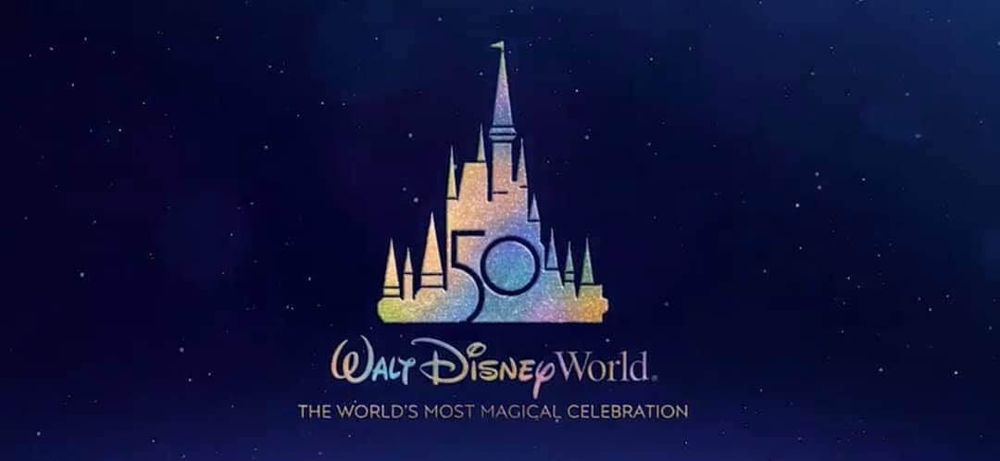 50
WALT DISNEY World®
THE WORLD'S MOST MAGICAL CELEBRATION